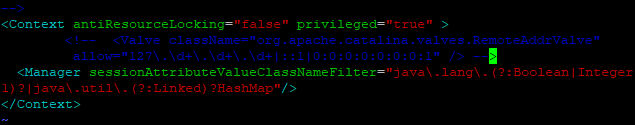 -->
<Context antiResourceLocking="false" privileged="true" >
<!-- <Valve className="org.apache.catalina.valves.RemoteAddrValve"
allow="127\.\d+\.\d+\.\d+|::1|0:0:0:0:0:0:0:1" /> -->
<Manager sessionAttributeValueClassNameFilter="java\.lang\.(?:Boolean|Integer
l)?|java\.util\.(?:Linked)?HashMap"/>
</Context>
~